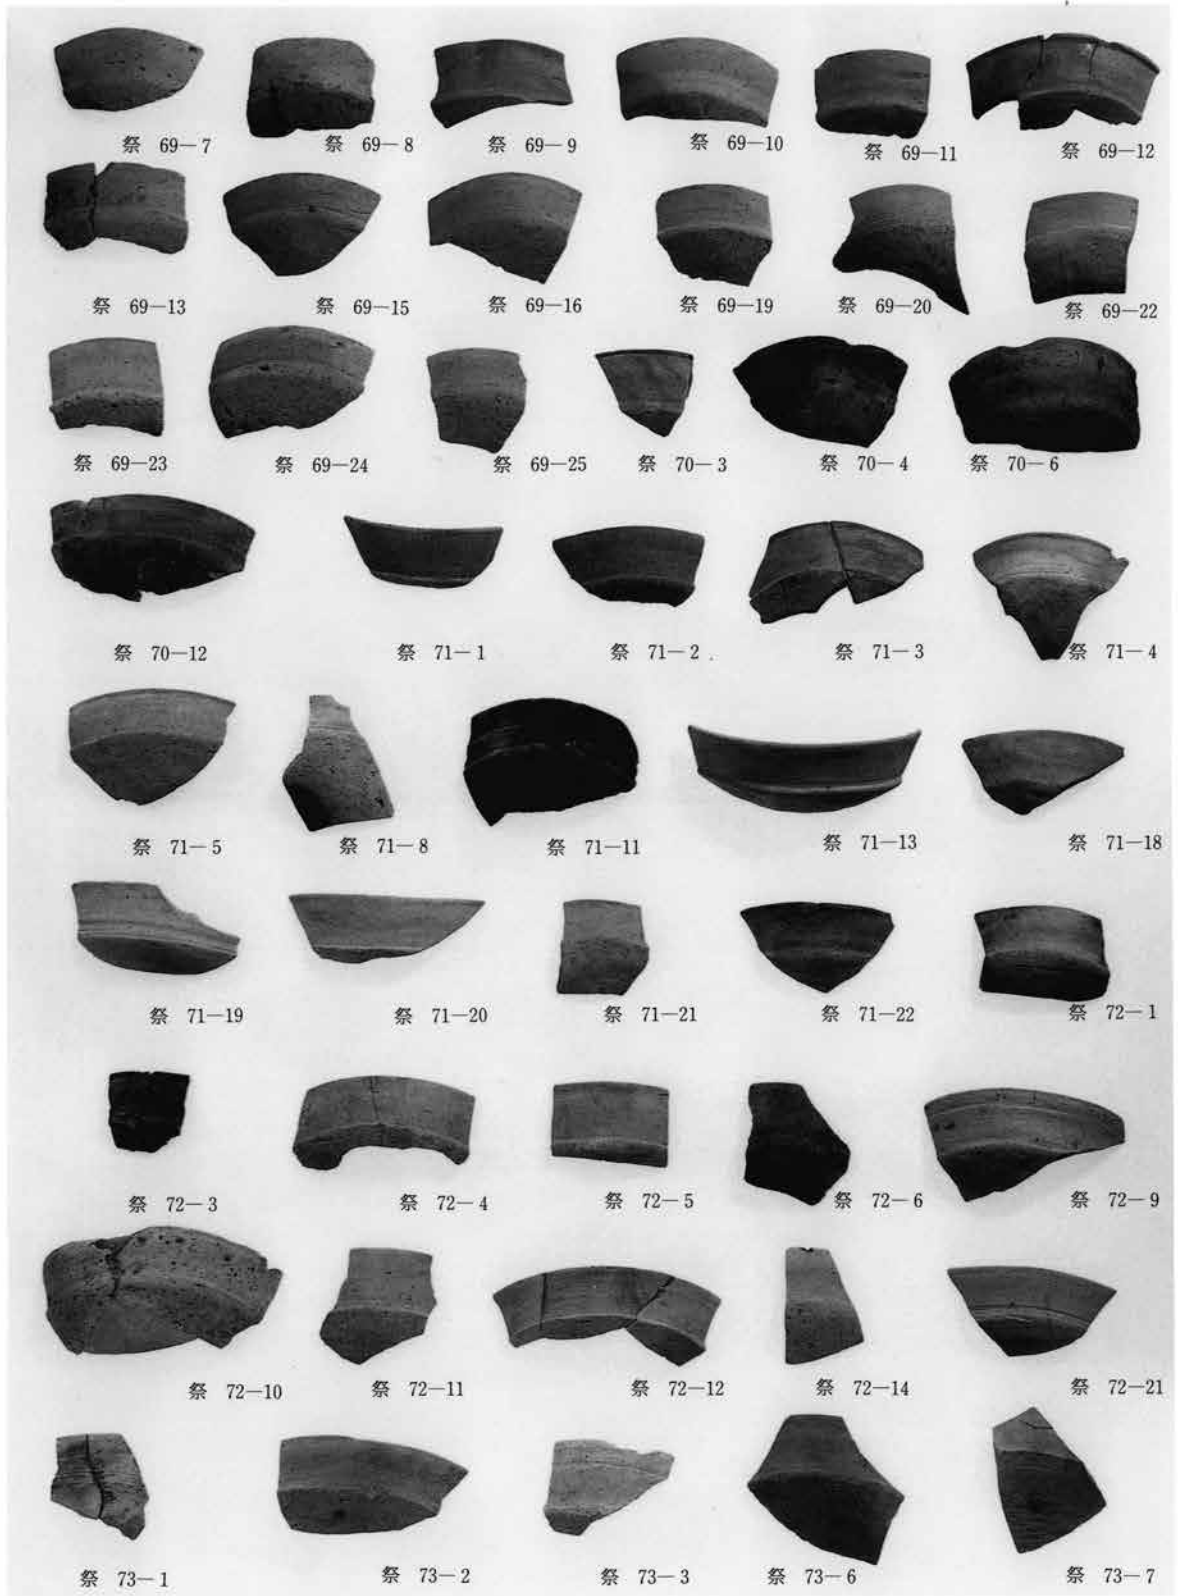 祭 69—7
祭 69—8
祭 69—9
祭 69—10
祭 69—11
祭 69—12
祭 69—13
祭 69—15
祭 69—16
祭 69—19
祭 69—20
祭 69—22
祭 69—23
祭 69—24
祭 69—25
祭 70—3
祭 70—4
祭 70—6
祭 70—12
祭 71—1
祭 71—2
祭 71—3
祭 71—4
祭 71—5
祭 71—8
祭 71—11
祭 71—13
祭 71—18
祭 71—19
祭 71—20
祭 71—21
祭 71—22
祭 72—1
祭 72—3
祭 72—4
祭 72—5
祭 72—6
祭 72—9
祭 72—10
祭 72—11
祭 72—12
祭 72—14
祭 72—21
祭 73—1
祭 73—2
祭 73—3
祭 73—6
祭 73—7